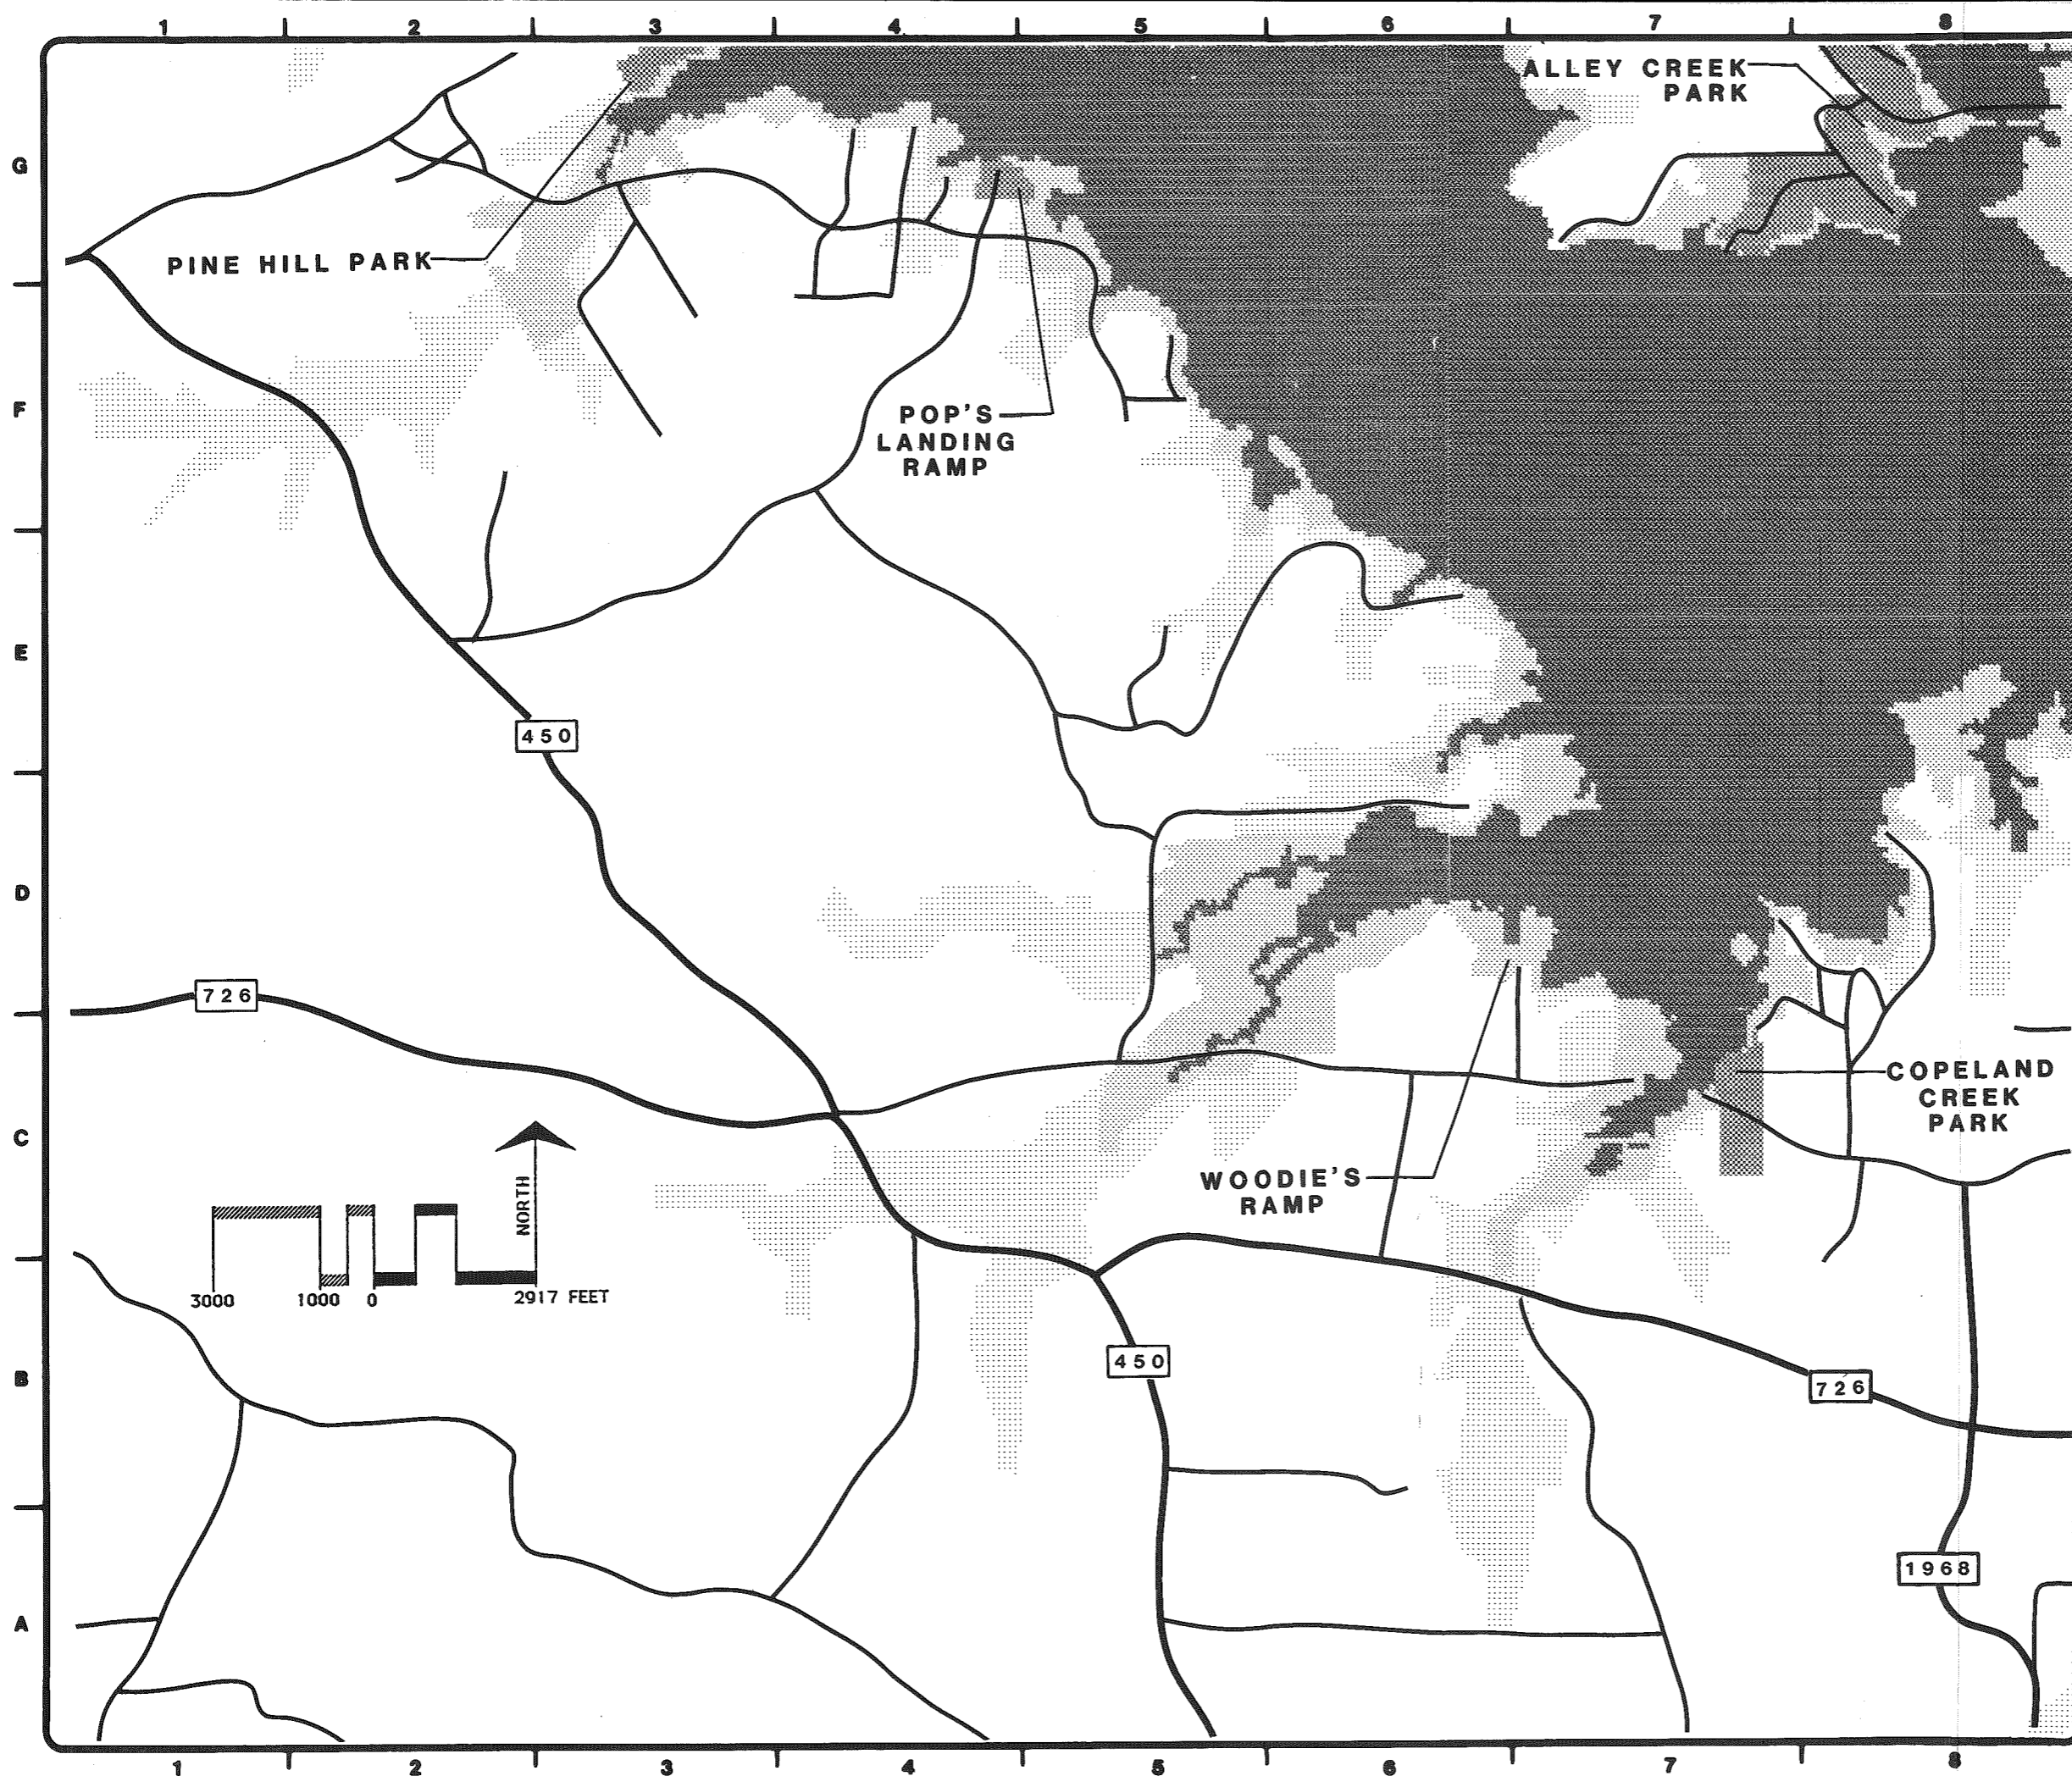 1 2 3 4 5 6 7 8
ALLEY CREEK
PARK
G
PINE HILL PARK
F
POP'S
LANDING
RAMP
E
450
D
726
COPELAND
CREEK
PARK
C
WOODIE'S
RAMP
NORTH
3000 1000 0 2917 FEET
450
B
726
1968
A
1 2 3 4 5 6 7 8